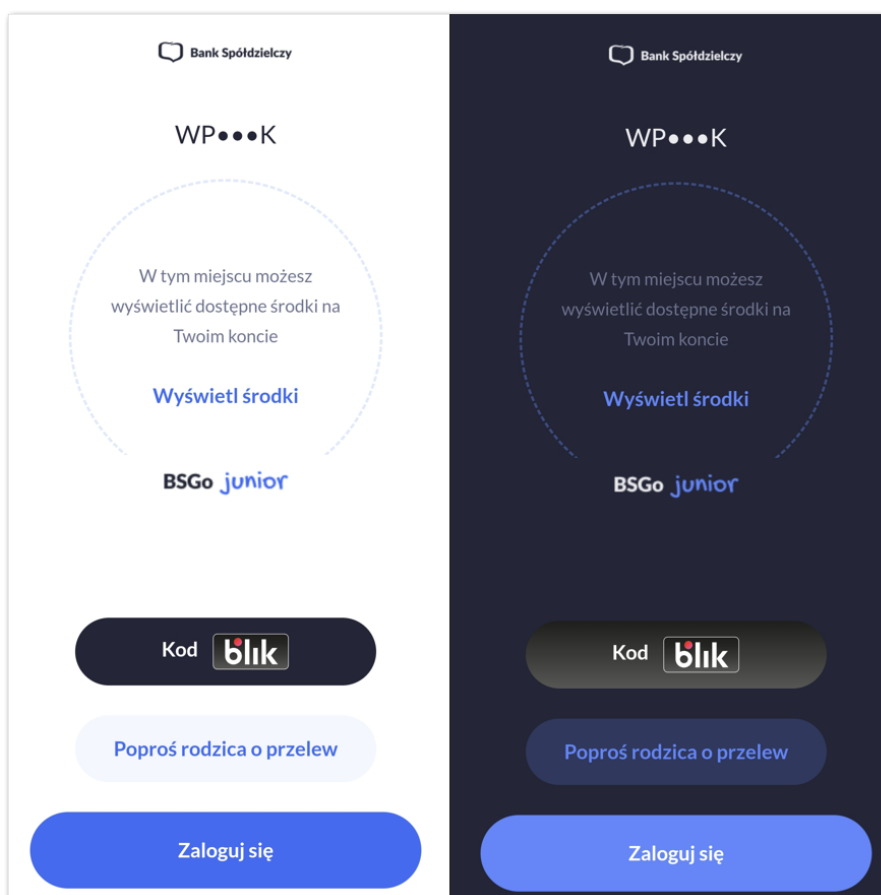 Bank Spółdzielczy
WP●●●K
W tym miejscu możesz
wyświetlić dostępne środki na
Twoim koncie
Wyświetl środki
BSGo junior
Kod blik
Poproś rodzica o przelew
Zaloguj się
Bank Spółdzielczy
WP●●●K
W tym miejscu możesz
wyświetlić dostępne środki na
Twoim koncie
Wyświetl środki
BSGo junior
Kod blik
Poproś rodzica o przelew
Zaloguj się